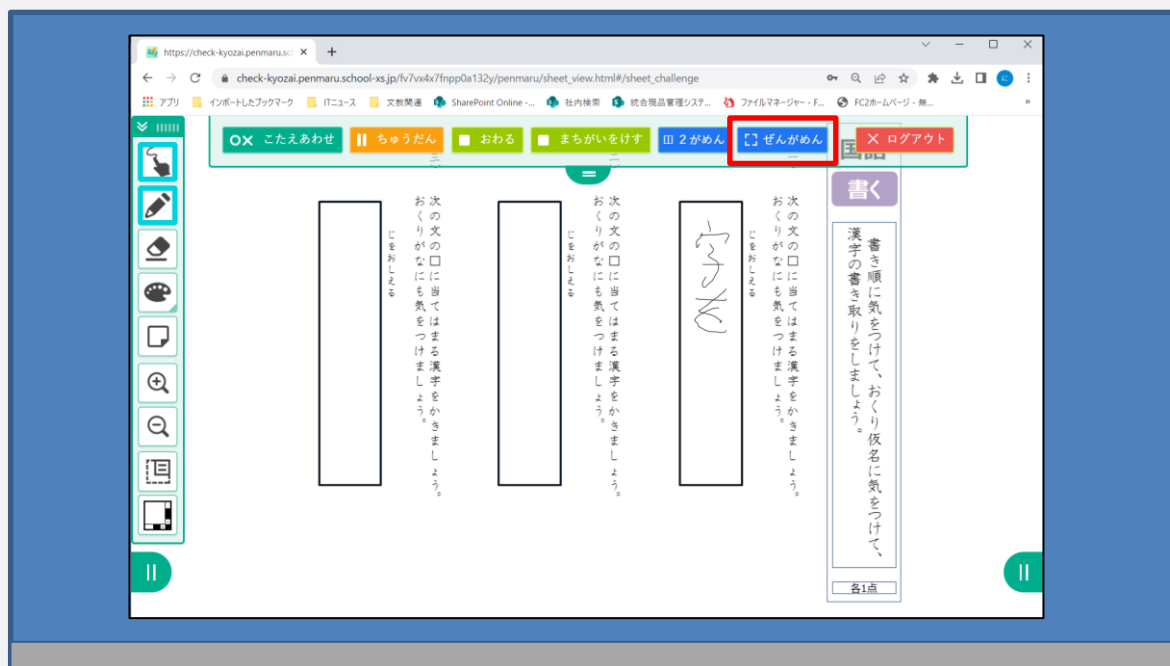 https://check-kyozai.penmaru.sc
check-kyozai.penmaru.school-xs.jp/fv7vx4x7fnpp0a132y/penmaru/sheet_view.html#/sheet_challenge
アプリ インポートしたブックマーク ITニュース 文教関連 SharePoint Online -... 社内検索 統合現品管理システ... ファイルマネージャー - F... FC2ホームページ - 無...
こたえあわせ ちゅうだん おわる まちがいをけす 2がめん ぜんがめん ログアウト
国語
書く
書き順に気をつけて、おくり仮名に気をつけて、
漢字の書き取りをしましょう。
各1点
次の文の□に当てはまる漢字をかきましょう。
おくりがなにも気をつけましょう。
じをおしえる
字を
次の文の□に当てはまる漢字をかきましょう。
おくりがなにも気をつけましょう。
じをおしえる
次の文の□に当てはまる漢字をかきましょう。
おくりがなにも気をつけましょう。
じをおしえる